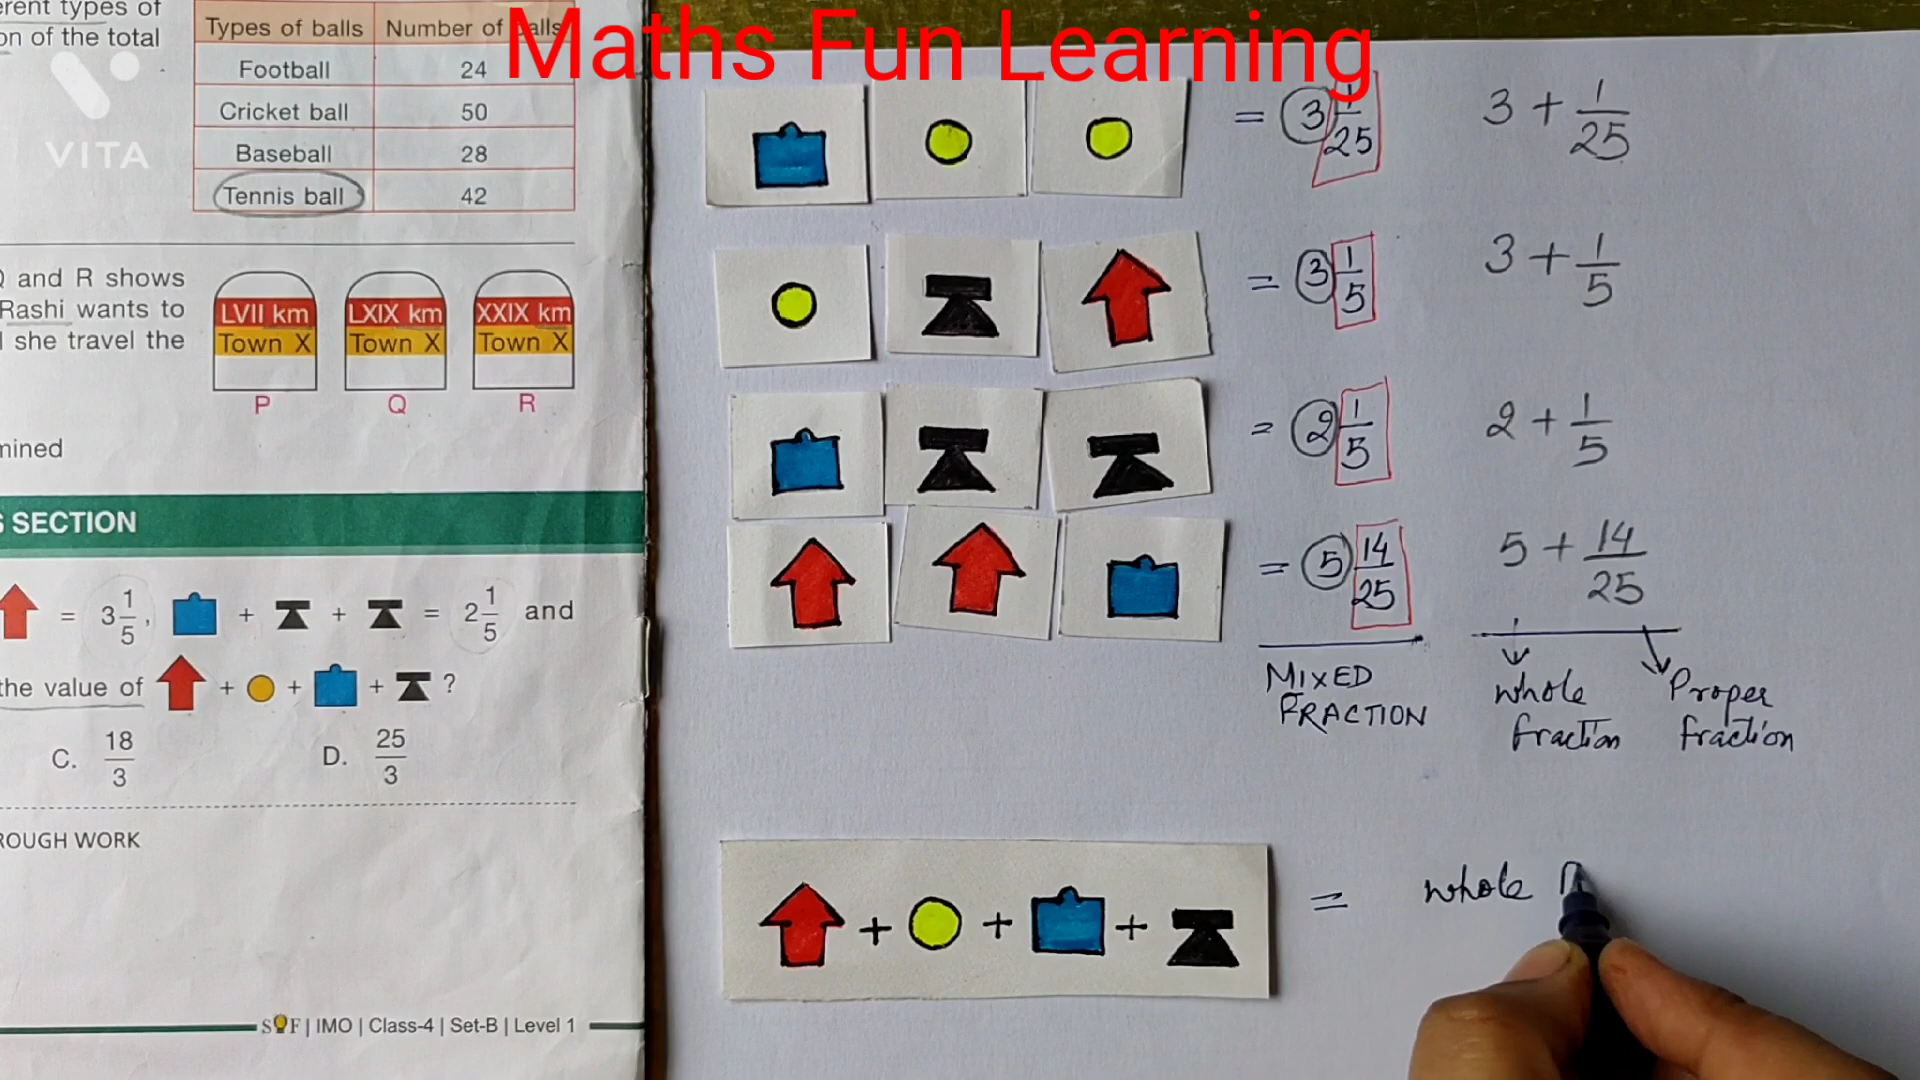 Maths Fun Learning
erent types of
on of the total
VITA
Types of balls Number of balls
Football 24
Cricket ball 50
Baseball 28
Tennis ball 42
and R shows
Rashi wants to
she travel the
LVII km LXIX km XXIX km
Town X Town X Town X
P Q R
mined
SECTION
= 3 1/5, + + = 2 1/5 and
the value of + + + ?
C. 18/3 D. 25/3
ROUGH WORK
SOF | IMO | Class-4 | Set-B | Level 1
= 3 1/25 3 + 1/25
= 3 1/5 3 + 1/5
= 2 1/5 2 + 1/5
= 5 14/25 5 + 14/25
MIXED
FRACTION
whole
fraction
Proper
fraction
+ + + = whole